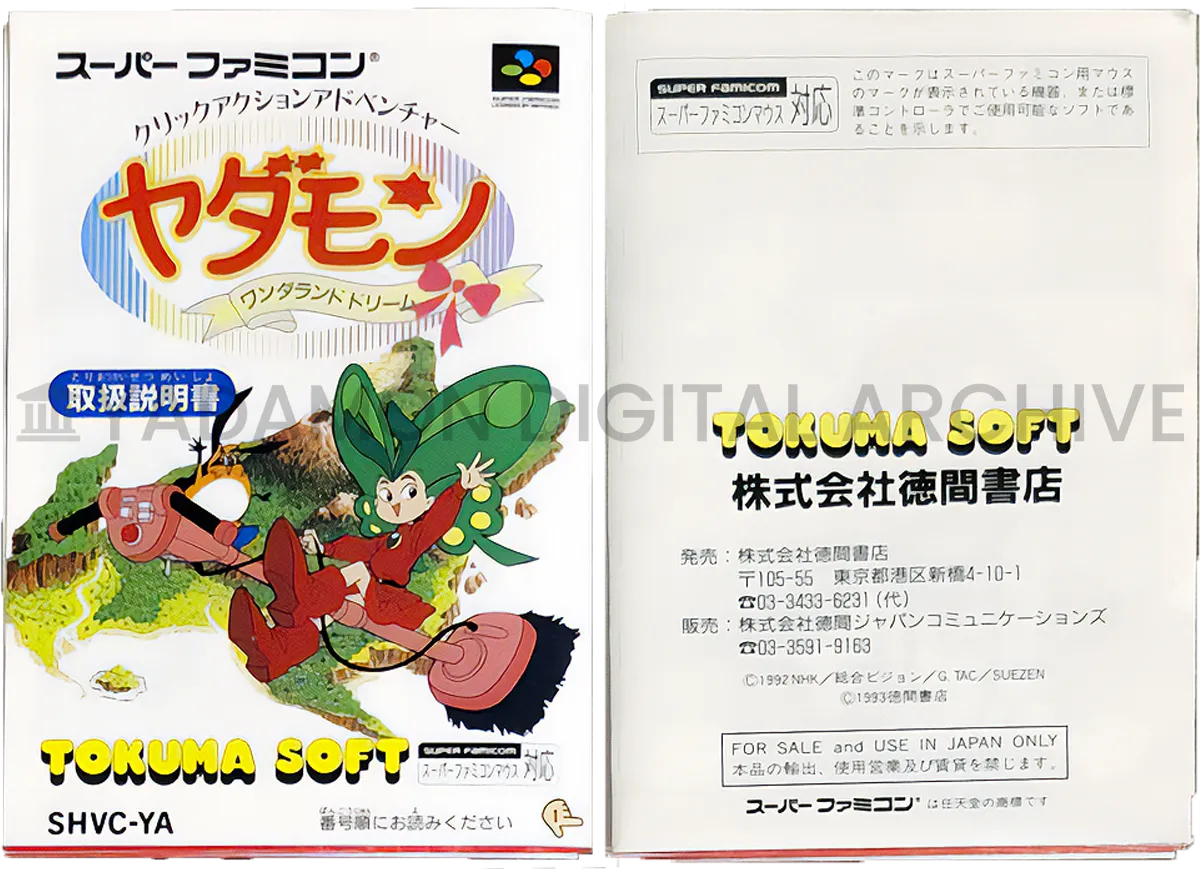 スーパーファミコン®
SUPER FAMICOM
クリックアクションアドベンチャー
ヤダモン
ワンダランドドリーム
とりあつかいせつめいしょ
取扱説明書
YADAMON DIGITAL ARCHIVE
TOKUMA SOFT
SUPER FAMICOM
スーパーファミコンマウス 対応
SHVC-YA
ばんごうじゅん よ
番号順にお読みください
1
SUPER FAMICOM
スーパーファミコンマウス 対応
このマークはスーパーファミコン用マウス
のマークが表示されている機器、または標
準コントローラでご使用可能なソフトであ
ることを示します。
TOKUMA SOFT
株式会社徳間書店
発売：株式会社徳間書店
〒105-55 東京都港区新橋4-10-1
☎03-3433-6231（代）
販売：株式会社徳間ジャパンコミュニケーションズ
☎03-3591-9163
©1992 NHK／総合ビジョン／G. TAC／SUEZEN
©1993 徳間書店
FOR SALE and USE IN JAPAN ONLY
本品の輸出、使用営業及び賃貸を禁じます。
スーパーファミコン®は任天堂の商標です